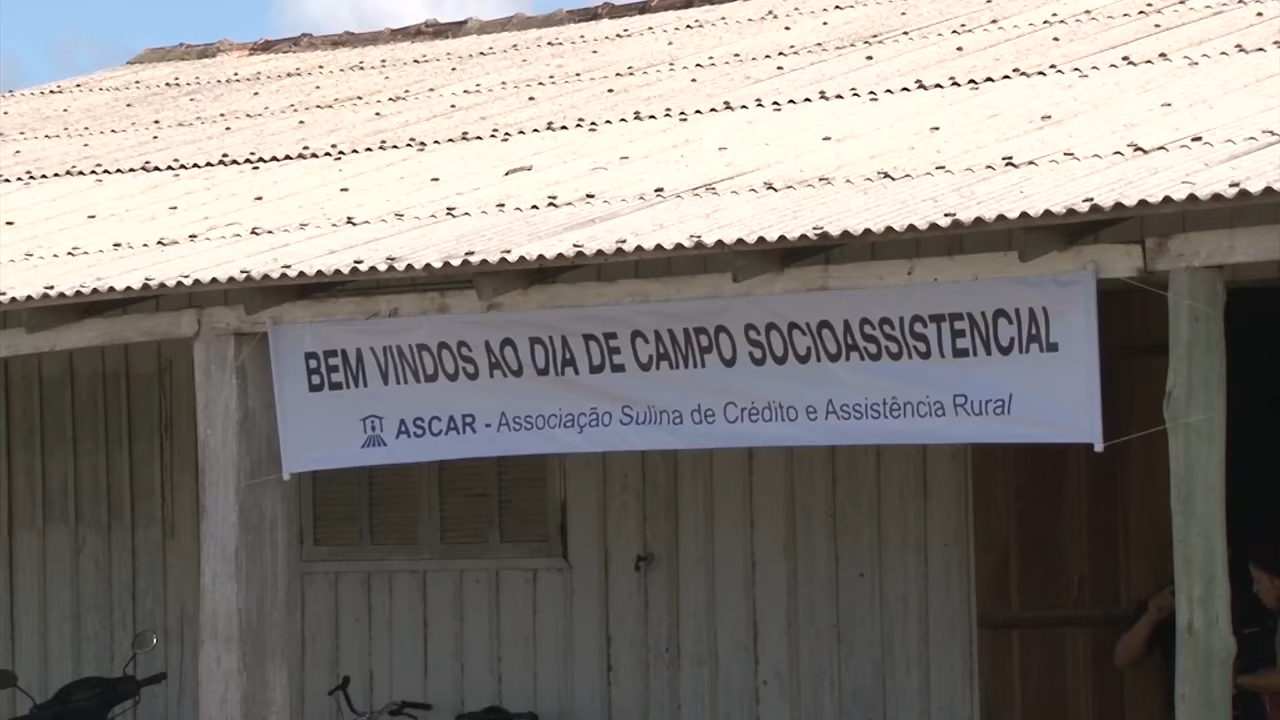 BEM VINDOS AO DIA DE CAMPO SOCIOASSISTENCIAL
ASCAR - Associação Sulina de Crédito e Assistência Rural